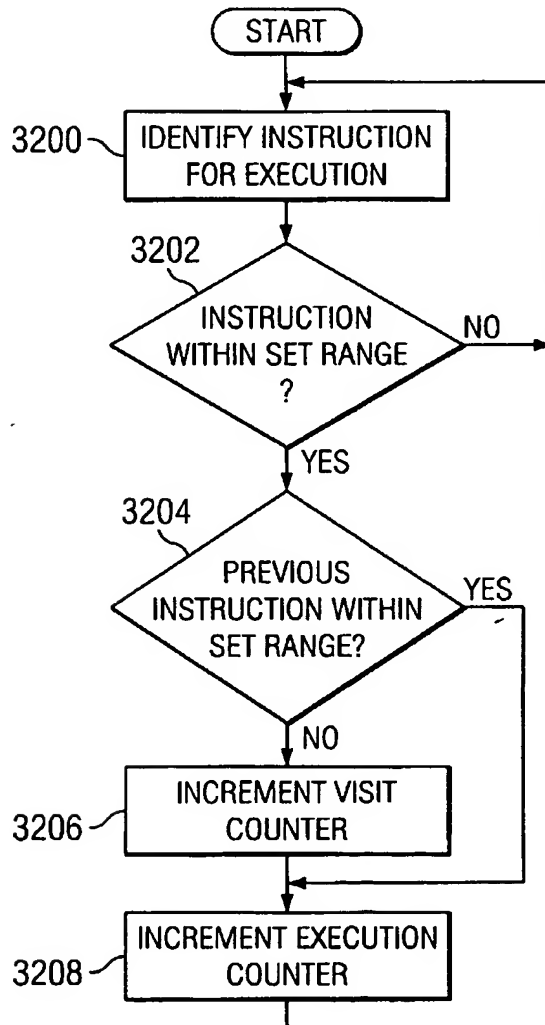 START
3200
IDENTIFY INSTRUCTION
FOR EXECUTION
3202
INSTRUCTION
WITHIN SET RANGE
?
NO
YES
3204
PREVIOUS
INSTRUCTION WITHIN
SET RANGE?
YES
NO
3206
INCREMENT VISIT
COUNTER
3208
INCREMENT EXECUTION
COUNTER